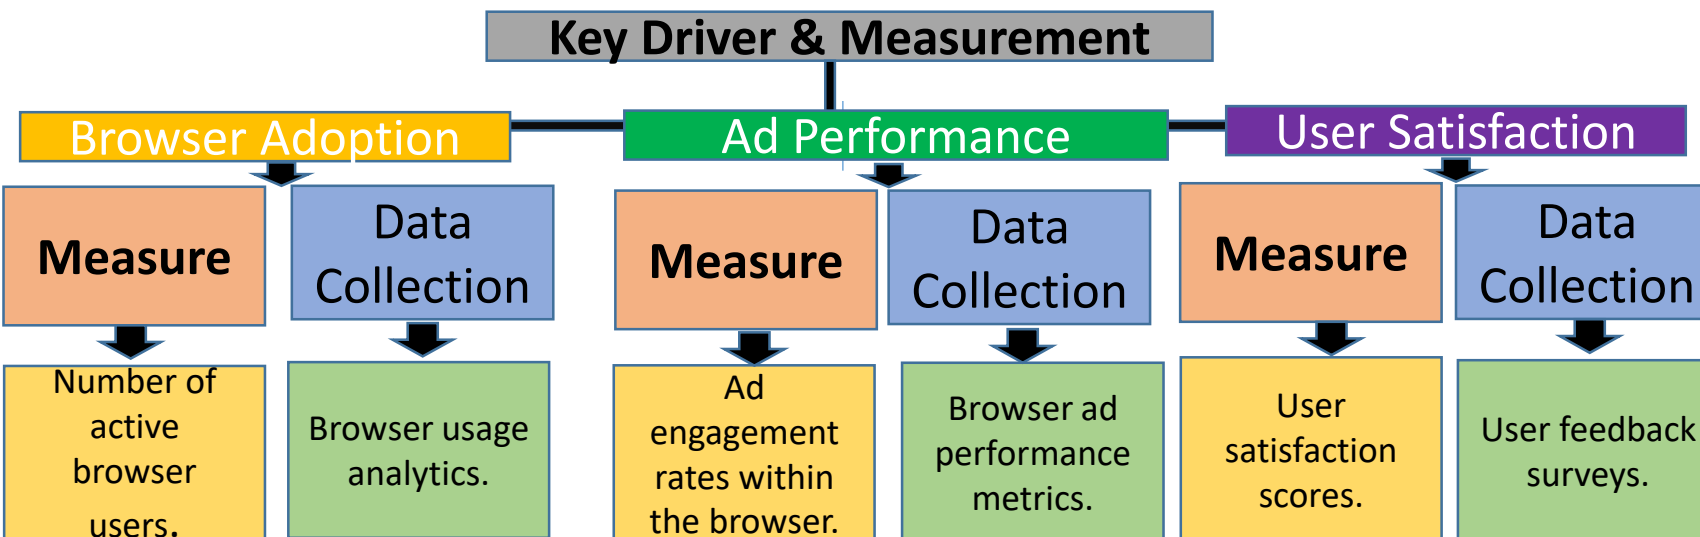 Key Driver & Measurement
Browser Adoption
Ad Performance
User Satisfaction
Measure
Data
Collection
Measure
Data
Collection
Measure
Data
Collection
Number of
active
browser
users.
Browser usage
analytics.
Ad
engagement
rates within
the browser.
Browser ad
performance
metrics.
User
satisfaction
scores.
User feedback
surveys.